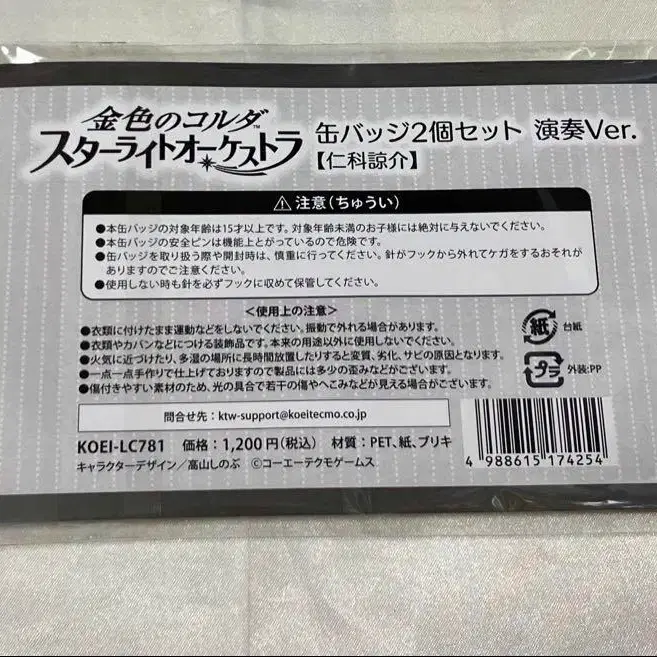 金色のコルダ™
スターライトオーケストラ
缶バッジ2個セット 演奏Ver.
【仁科諒介】
⚠注意(ちゅうい)
●本缶バッジの対象年齢は15才以上です。対象年齢未満のお子様には絶対に与えないでください。
●本缶バッジの安全ピンは機能上とがっているので危険です。
●缶バッジを取り扱う際や開封時は、慎重に行ってください。針がフックから外れてケガをするおそれが
ありますのでご注意ください。
●使用しない時も針を必ずフックに収めて保管してください。
<使用上の注意>
●衣類に付けたまま運動などをしないでください。振動で外れる場合があります。
●衣類やカバンなどにつける装飾品です。本来の用途以外に使用しないでください。
●火気に近づけたり、多湿の場所に長時間放置したりすると変質、劣化、サビの原因となります。
●一点一点手作りで仕上げておりますので製品には多少の歪みなどがございます。
●傷付きやすい素材のため、光の具合で若干の傷やへこみなどが見える場合がございます。
紙 台紙
プラ 外装:PP
問合せ先:ktw-support@koeitecmo.co.jp
KOEI-LC781 価格:1,200円(税込) 材質:PET、紙、ブリキ
キャラクターデザイン/高山しのぶ ©コーエーテクモゲームス
4 988615 174254